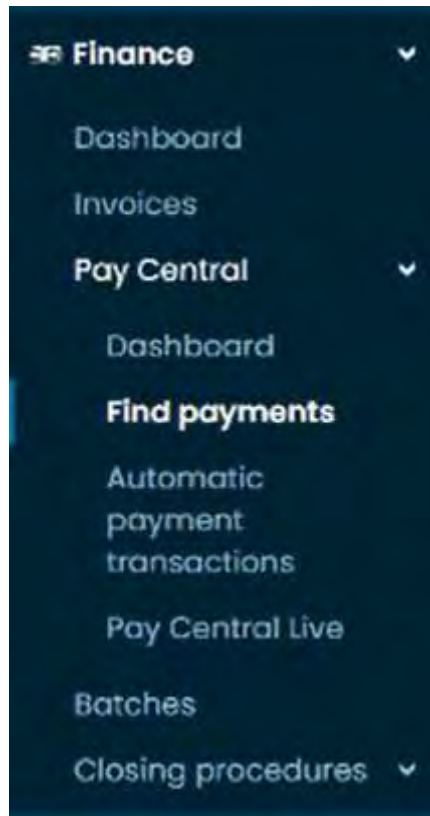 Finance
Dashboard
Invoices
Pay Central
Dashboard
Find payments
Automatic
payment
transactions
Pay Central Live
Batches
Closing procedures